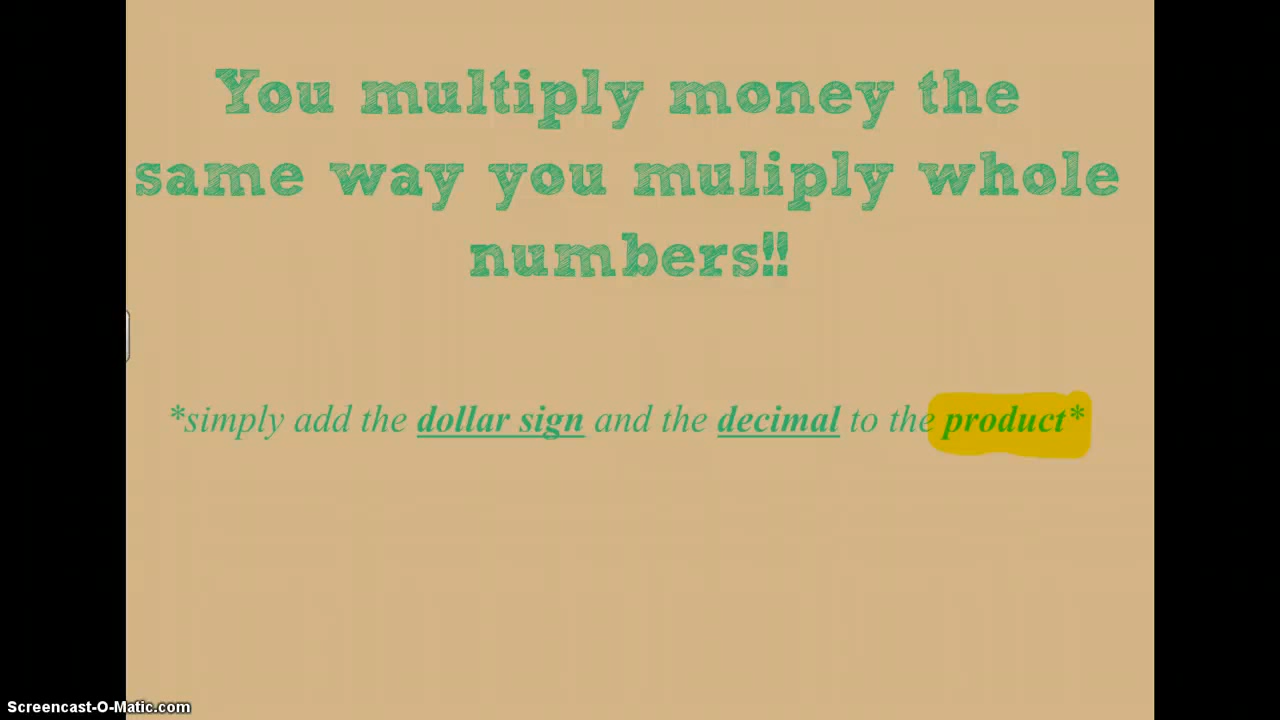 You multiply money the
same way you muliply whole
numbers!!
*simply add the dollar sign and the decimal to the product*
Screencast-O-Matic.com